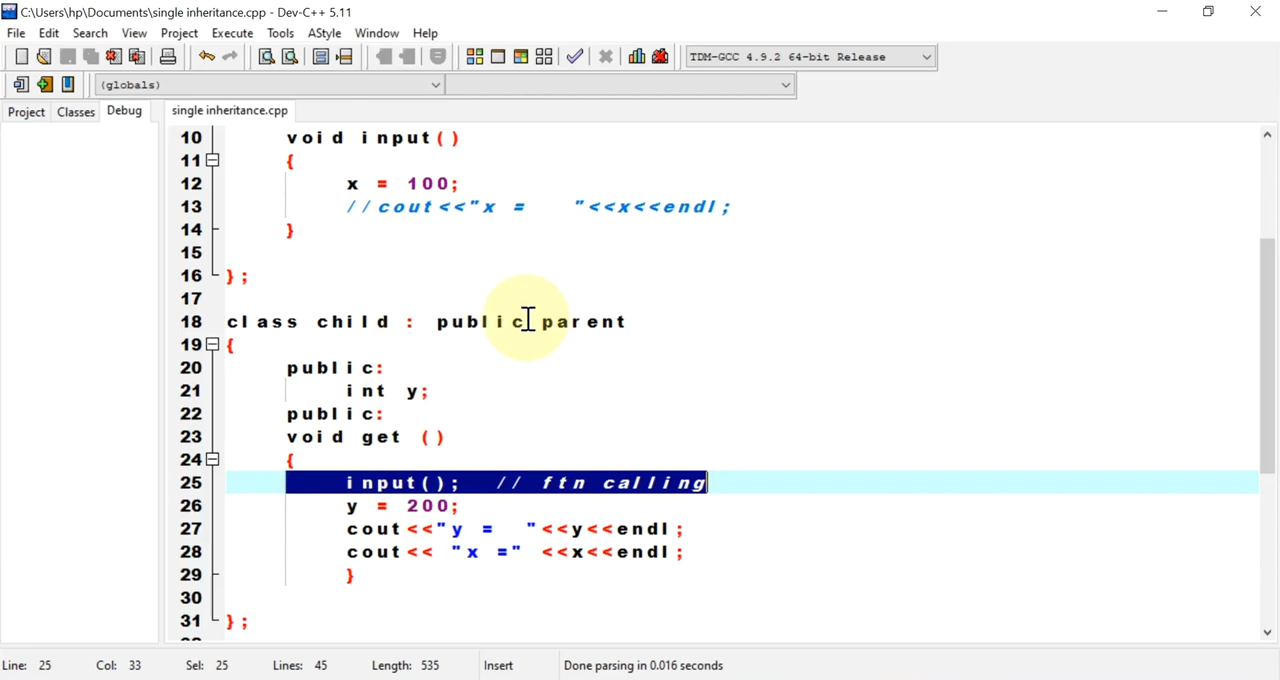 C:\Users\hp\Documents\single inheritance.cpp - Dev-C++ 5.11
File Edit Search View Project Execute Tools AStyle Window Help
TDM-GCC 4.9.2 64-bit Release
(globals)
Project Classes Debug
single inheritance.cpp
10 void input()
11 {
12 x = 100;
13 //cout<<"x =   "<<x<<endl;
14 }
15
16 };
17
18 class child : public parent
19 {
20 public:
21 int y;
22 public:
23 void get ()
24 {
25 input();  // ftn calling
26 y = 200;
27 cout<<"y =  "<<y<<endl;
28 cout<< "x =" <<x<<endl;
29 }
30
31 };
Line: 25 Col: 33 Sel: 25 Lines: 45 Length: 535 Insert Done parsing in 0.016 seconds